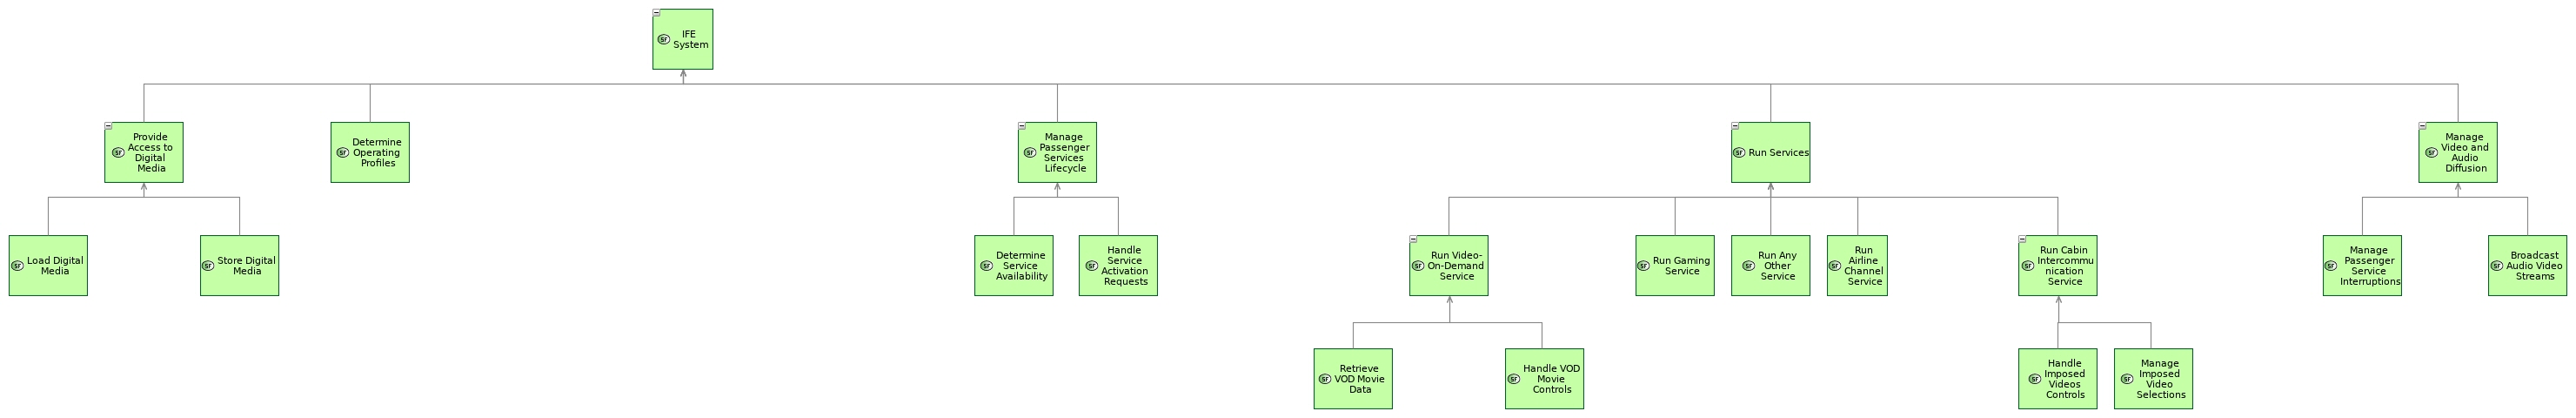 IFE
System
Provide
Access to
Digital
Media
Determine
Operating
Profiles
Manage
Passenger
Services
Lifecycle
Run Services
Manage
Video and
Audio
Diffusion
Load Digital
Media
Store Digital
Media
Determine
Service
Availability
Handle
Service
Activation
Requests
Run Video-
On-Demand
Service
Run Gaming
Service
Run Any
Other
Service
Run
Airline
Channel
Service
Run Cabin
Intercommu
nication
Service
Manage
Passenger
Service
Interruptions
Broadcast
Audio Video
Streams
Retrieve
VOD Movie
Data
Handle VOD
Movie
Controls
Handle
Imposed
Videos
Controls
Manage
Imposed
Video
Selections